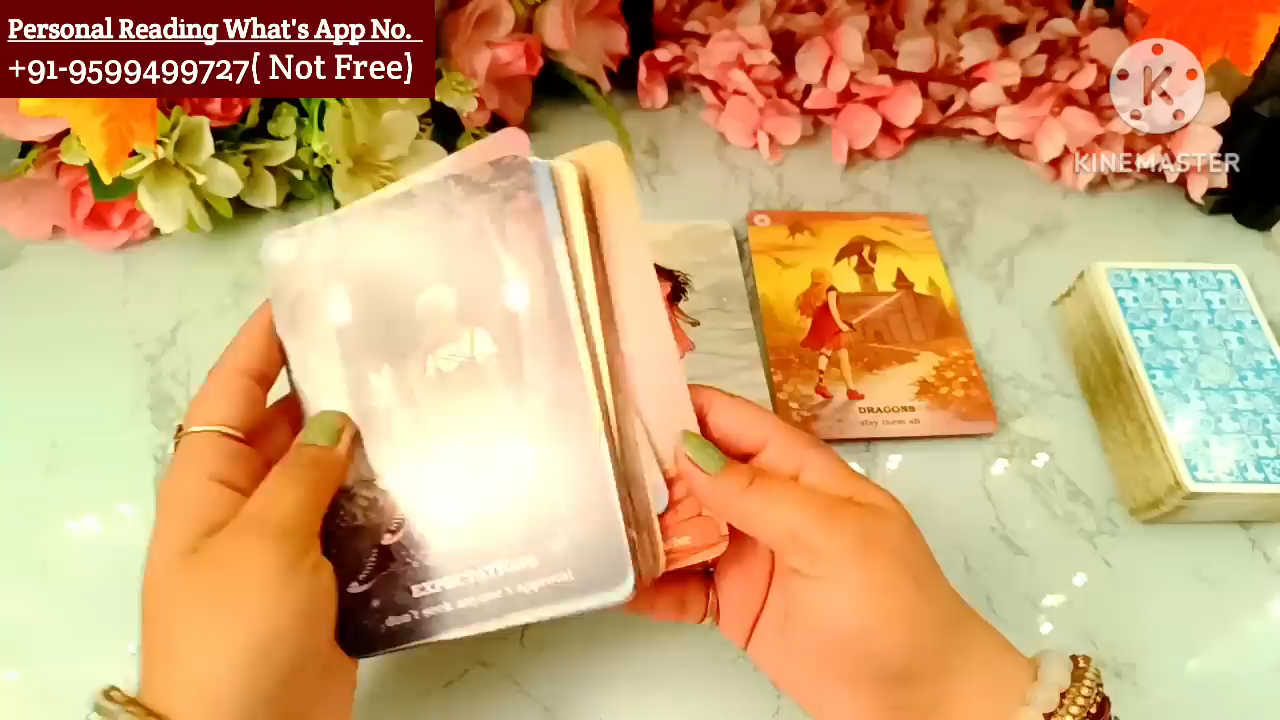 Personal Reading What's App No.
+91-9599499727( Not Free)
K
KINEMASTER
DRAGONS
slay them all
EXPECTATIONS
don't seek anyone's approval